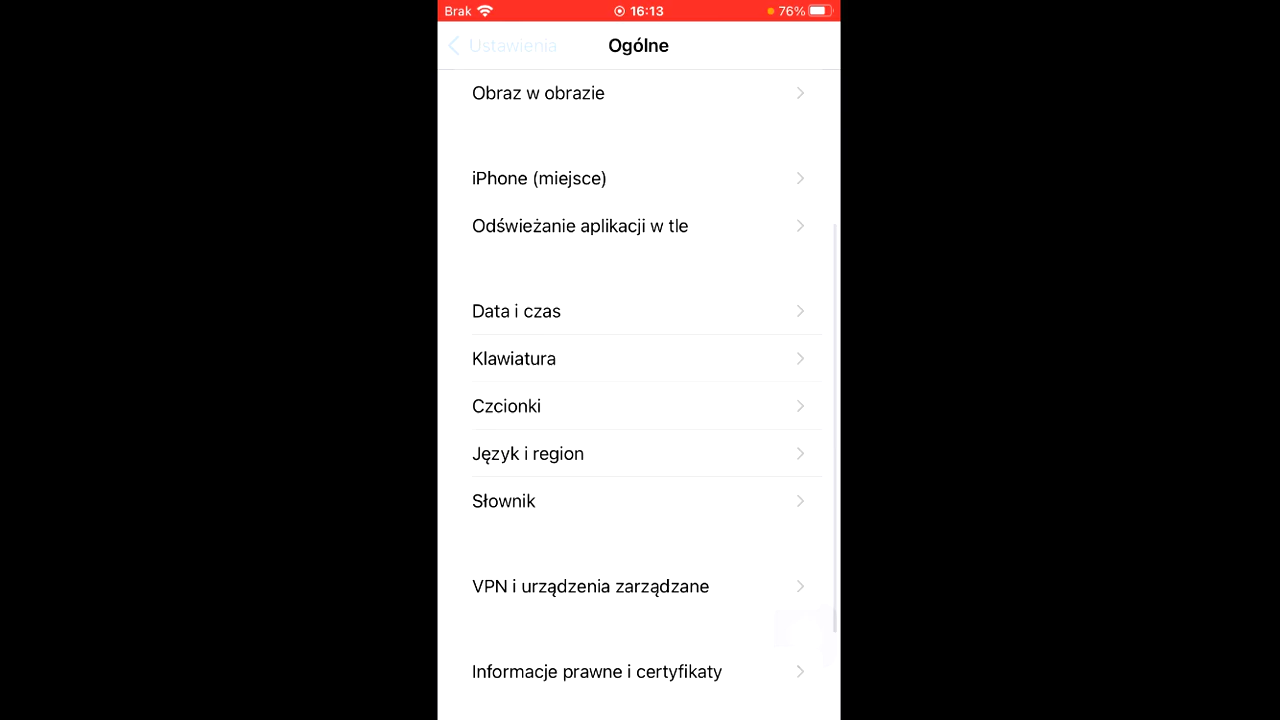 Brak 16:13 76%
Ustawienia Ogólne
Obraz w obrazie
iPhone (miejsce)
Odświeżanie aplikacji w tle
Data i czas
Klawiatura
Czcionki
Język i region
Słownik
VPN i urządzenia zarządzane
Informacje prawne i certyfikaty